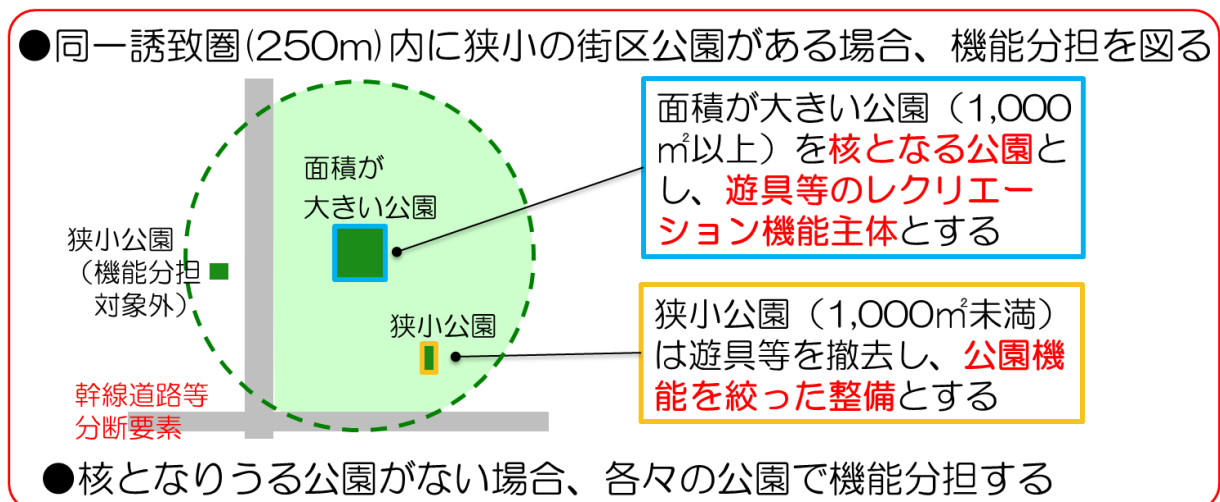 ●同一誘致圏(250m)内に狭小の街区公園がある場合、機能分担を図る
面積が
大きい公園
狭小公園
（機能分担
対象外）
狭小公園
幹線道路等
分断要素
面積が大きい公園（1,000
㎡以上）を核となる公園と
し、遊具等のレクリエー
ション機能主体とする
狭小公園（1,000㎡未満）
は遊具等を撤去し、公園機
能を絞った整備とする
●核となりうる公園がない場合、各々の公園で機能分担する